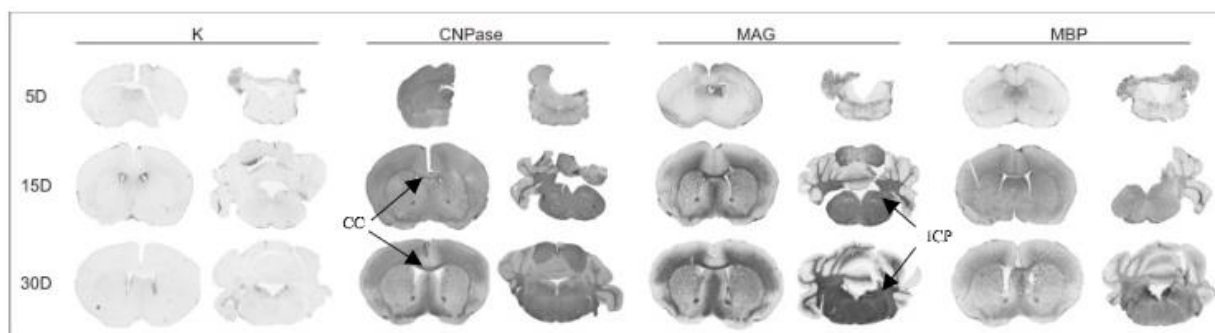 K CNPase MAG MBP
5D
15D
CC
ICP
30D